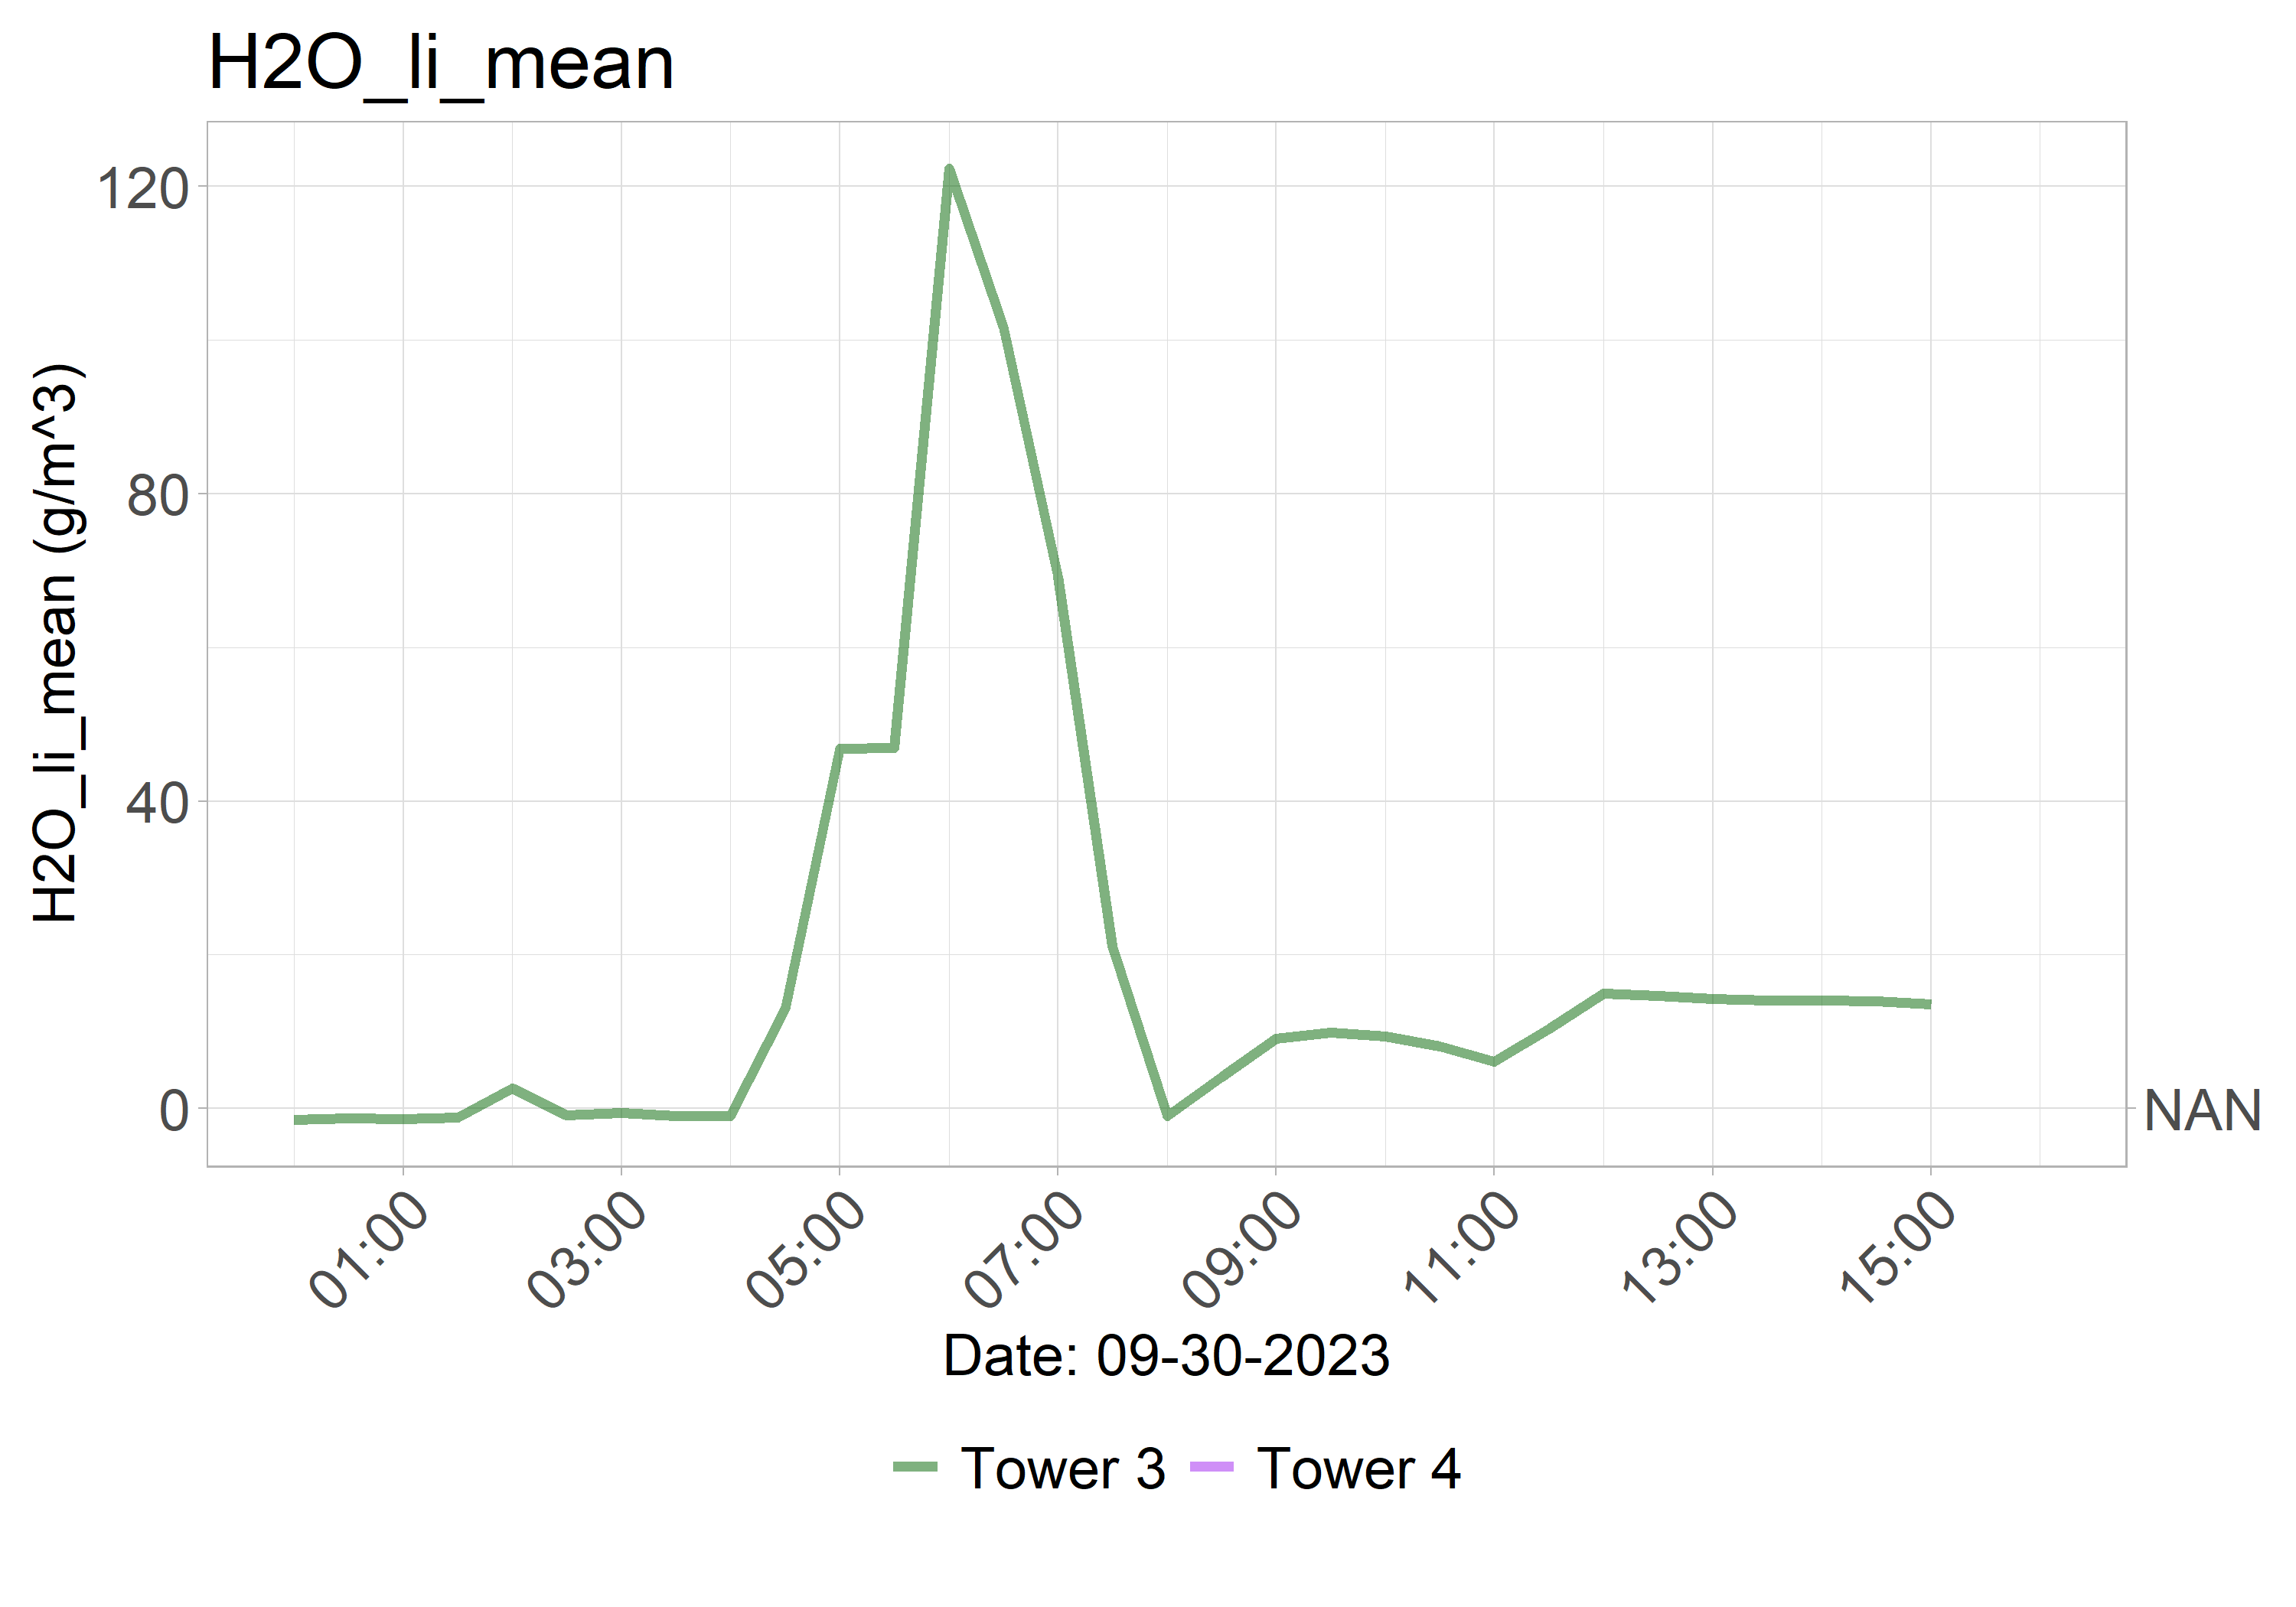 H2O_li_mean
H2O_li_mean (g/m^3)
120
80
40
0
NAN
01:00 03:00 05:00 07:00 09:00 11:00 13:00 15:00
Date: 09-30-2023
Tower 3 Tower 4